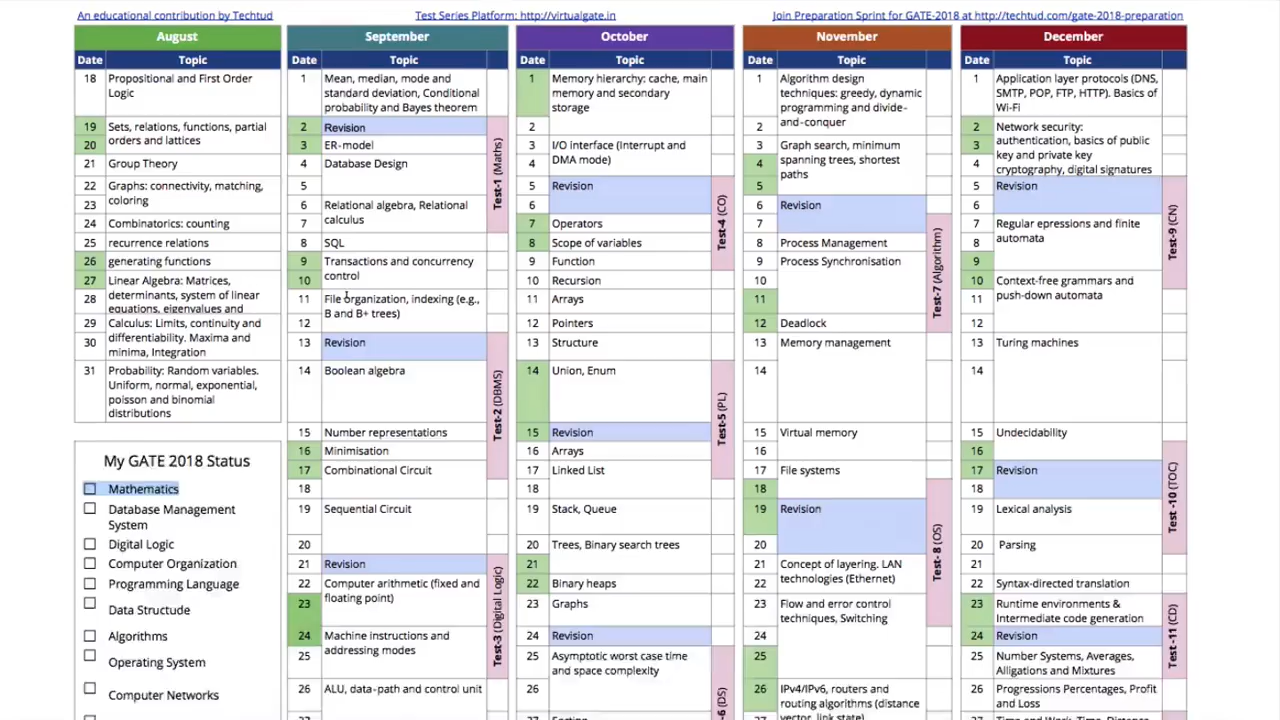 An educational contribution by Techtud
Test Series Platform: http://virtualgate.in
Join Preparation Sprint for GATE-2018 at http://techtud.com/gate-2018-preparation
August
Date Topic
18 Propositional and First Order
Logic
19 Sets, relations, functions, partial
20 orders and lattices
21 Group Theory
22 Graphs: connectivity, matching,
23 coloring
24 Combinatorics: counting
25 recurrence relations
26 generating functions
27 Linear Algebra: Matrices,
28 determinants, system of linear
equations, eigenvalues and
29 Calculus: Limits, continuity and
differentiability. Maxima and
30 minima, Integration
31 Probability: Random variables.
Uniform, normal, exponential,
poisson and binomial
distributions
My GATE 2018 Status
Mathematics
Database Management
System
Digital Logic
Computer Organization
Programming Language
Data Structude
Algorithms
Operating System
Computer Networks
September
Date Topic
1 Mean, median, mode and
standard deviation, Conditional
probability and Bayes theorem
2 Revision
3 ER-model
4 Database Design
5
6 Relational algebra, Relational
7 calculus
8 SQL
9 Transactions and concurrency
10 control
11 File organization, indexing (e.g.,
12 B and B+ trees)
13 Revision
14 Boolean algebra
15 Number representations
16 Minimisation
17 Combinational Circuit
18
19 Sequential Circuit
20
21 Revision
22 Computer arithmetic (fixed and
23 floating point)
24 Machine instructions and
25 addressing modes
26 ALU, data-path and control unit
Test-1 (Maths)
Test-2 (DBMS)
Test-3 (Digital Logic)
October
Date Topic
1 Memory hierarchy: cache, main
memory and secondary
storage
2
3 I/O interface (Interrupt and
4 DMA mode)
5 Revision
6
7 Operators
8 Scope of variables
9 Function
10 Recursion
11 Arrays
12 Pointers
13 Structure
14 Union, Enum
15 Revision
16 Arrays
17 Linked List
18
19 Stack, Queue
20 Trees, Binary search trees
21
22 Binary heaps
23 Graphs
24 Revision
25 Asymptotic worst case time
and space complexity
26
Test-4 (CO)
Test-5 (PL)
-6 (DS)
November
Date Topic
1 Algorithm design
techniques: greedy, dynamic
programming and divide-
2 and-conquer
3 Graph search, minimum
4 spanning trees, shortest
paths
5
6 Revision
7
8 Process Management
9 Process Synchronisation
10
11
12 Deadlock
13 Memory management
14
15 Virtual memory
16
17 File systems
18
19 Revision
20
21 Concept of layering. LAN
22 technologies (Ethernet)
23 Flow and error control
techniques, Switching
24
25
26 IPv4/IPv6, routers and
routing algorithms (distance
vector, link state)
Test-7 (Algorithm)
Test- 8 (OS)
December
Date Topic
1 Application layer protocols (DNS,
SMTP, POP, FTP, HTTP). Basics of
Wi-Fi
2 Network security:
3 authentication, basics of public
4 key and private key
cryptography, digital signatures
5 Revision
6
7 Regular epressions and finite
8 automata
9
10 Context-free grammars and
11 push-down automata
12
13 Turing machines
14
15 Undecidability
16
17 Revision
18
19 Lexical analysis
20 Parsing
21
22 Syntax-directed translation
23 Runtime environments &
Intermediate code generation
24 Revision
25 Number Systems, Averages,
Alligations and Mixtures
26 Progressions Percentages, Profit
and Loss
Test-9 (CN)
Test -10 (TOC)
Test-11 (CD)